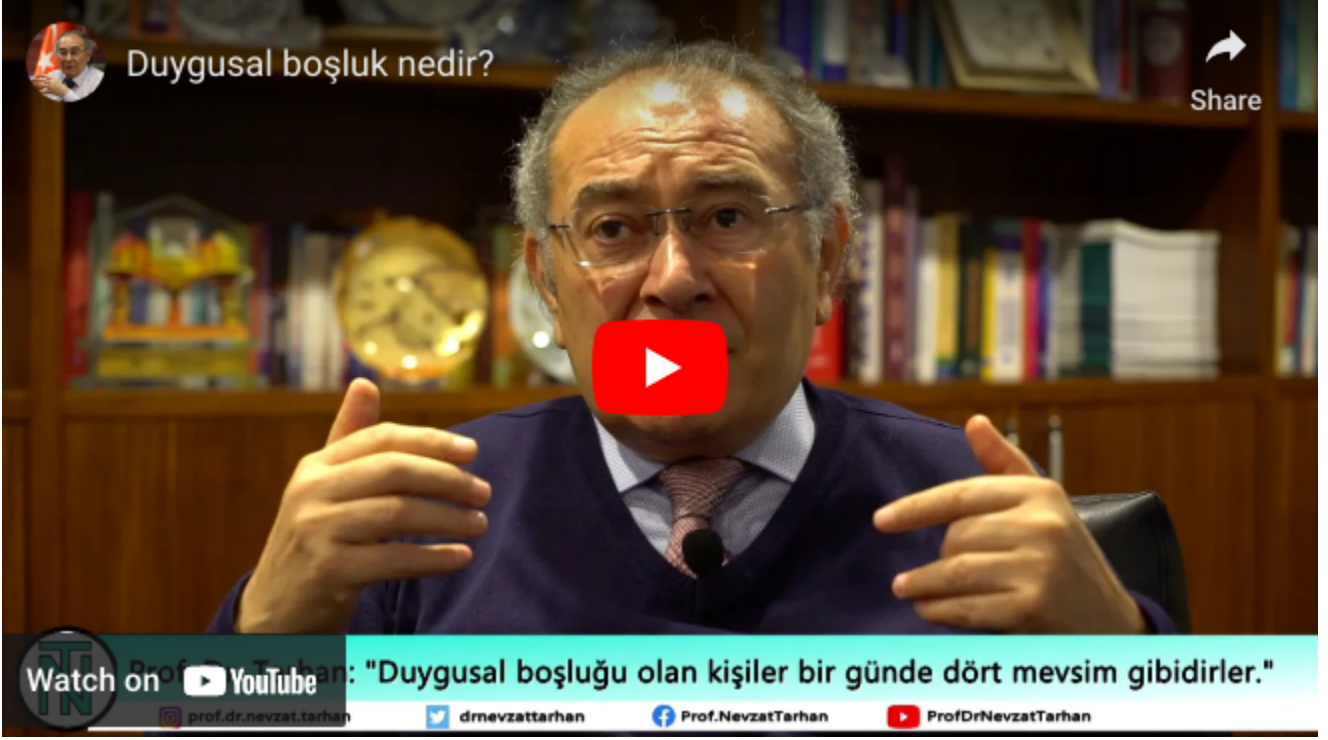 Duygusal boşluk nedir?
Share
Prof. Dr. Tarhan: "Duygusal boşluğu olan kişiler bir günde dört mevsim gibidirler."
Watch on YouTube
prof.dr.nevzat.tarhan drnevzattarhan Prof.NevzatTarhan ProfDrNevzatTarhan